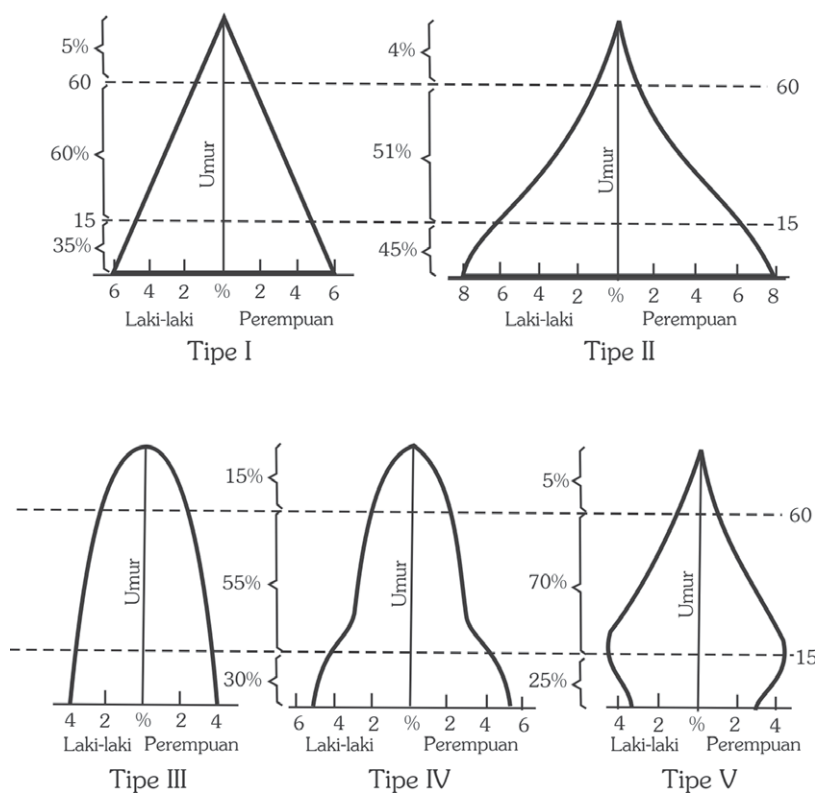 5%
60
60%
15
35%
Umur
6 4 2 % 2 4 6
Laki-laki Perempuan
Tipe I
4%
60
51%
15
45%
Umur
8 6 4 2 % 2 4 6 8
Laki-laki Perempuan
Tipe II
Umur
4 2 % 2 4
Laki-laki Perempuan
Tipe III
15%
55%
30%
Umur
6 4 2 % 2 4 6
Laki-laki Perempuan
Tipe IV
5%
60
70%
15
25%
Umur
4 2 % 2 4
Laki-laki Perempuan
Tipe V